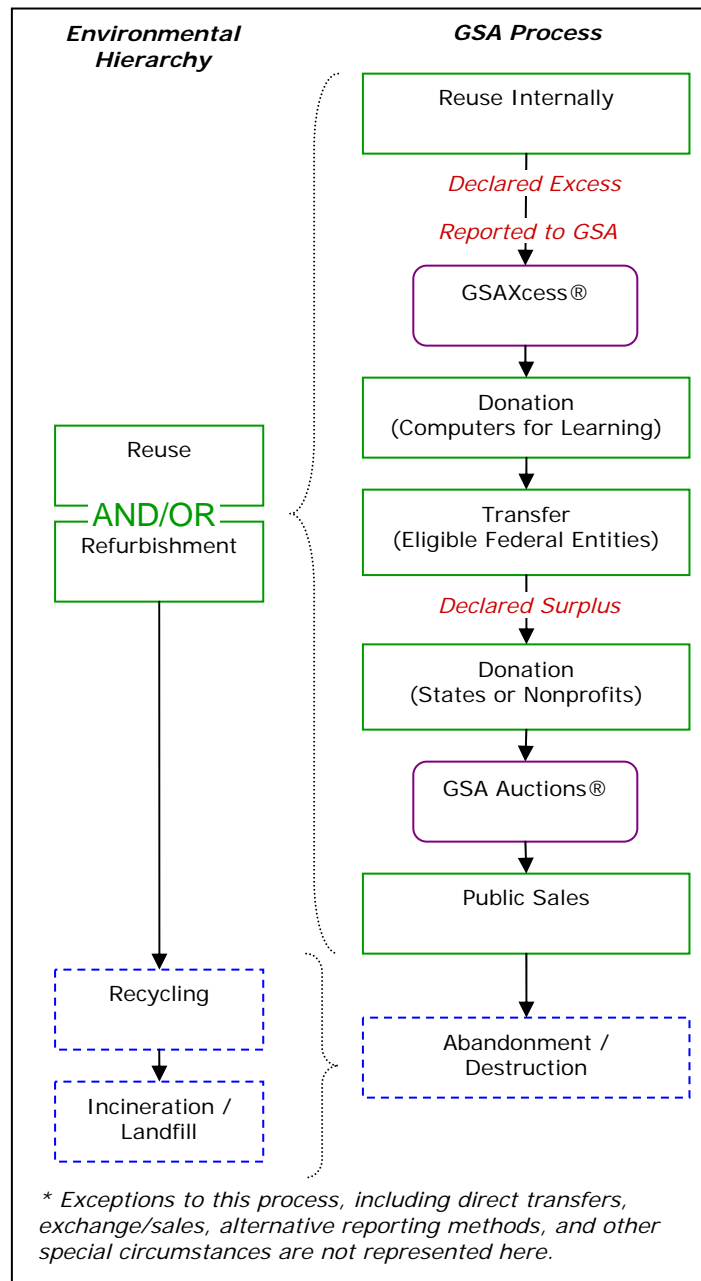 Environmental
Hierarchy
GSA Process
Reuse Internally
Declared Excess
Reported to GSA
GSAXcess®
Donation
(Computers for Learning)
Reuse
AND/OR
Refurbishment
Transfer
(Eligible Federal Entities)
Declared Surplus
Donation
(States or Nonprofits)
GSA Auctions®
Public Sales
Recycling
Abandonment /
Destruction
Incineration /
Landfill
* Exceptions to this process, including direct transfers,
exchange/sales, alternative reporting methods, and other
special circumstances are not represented here.